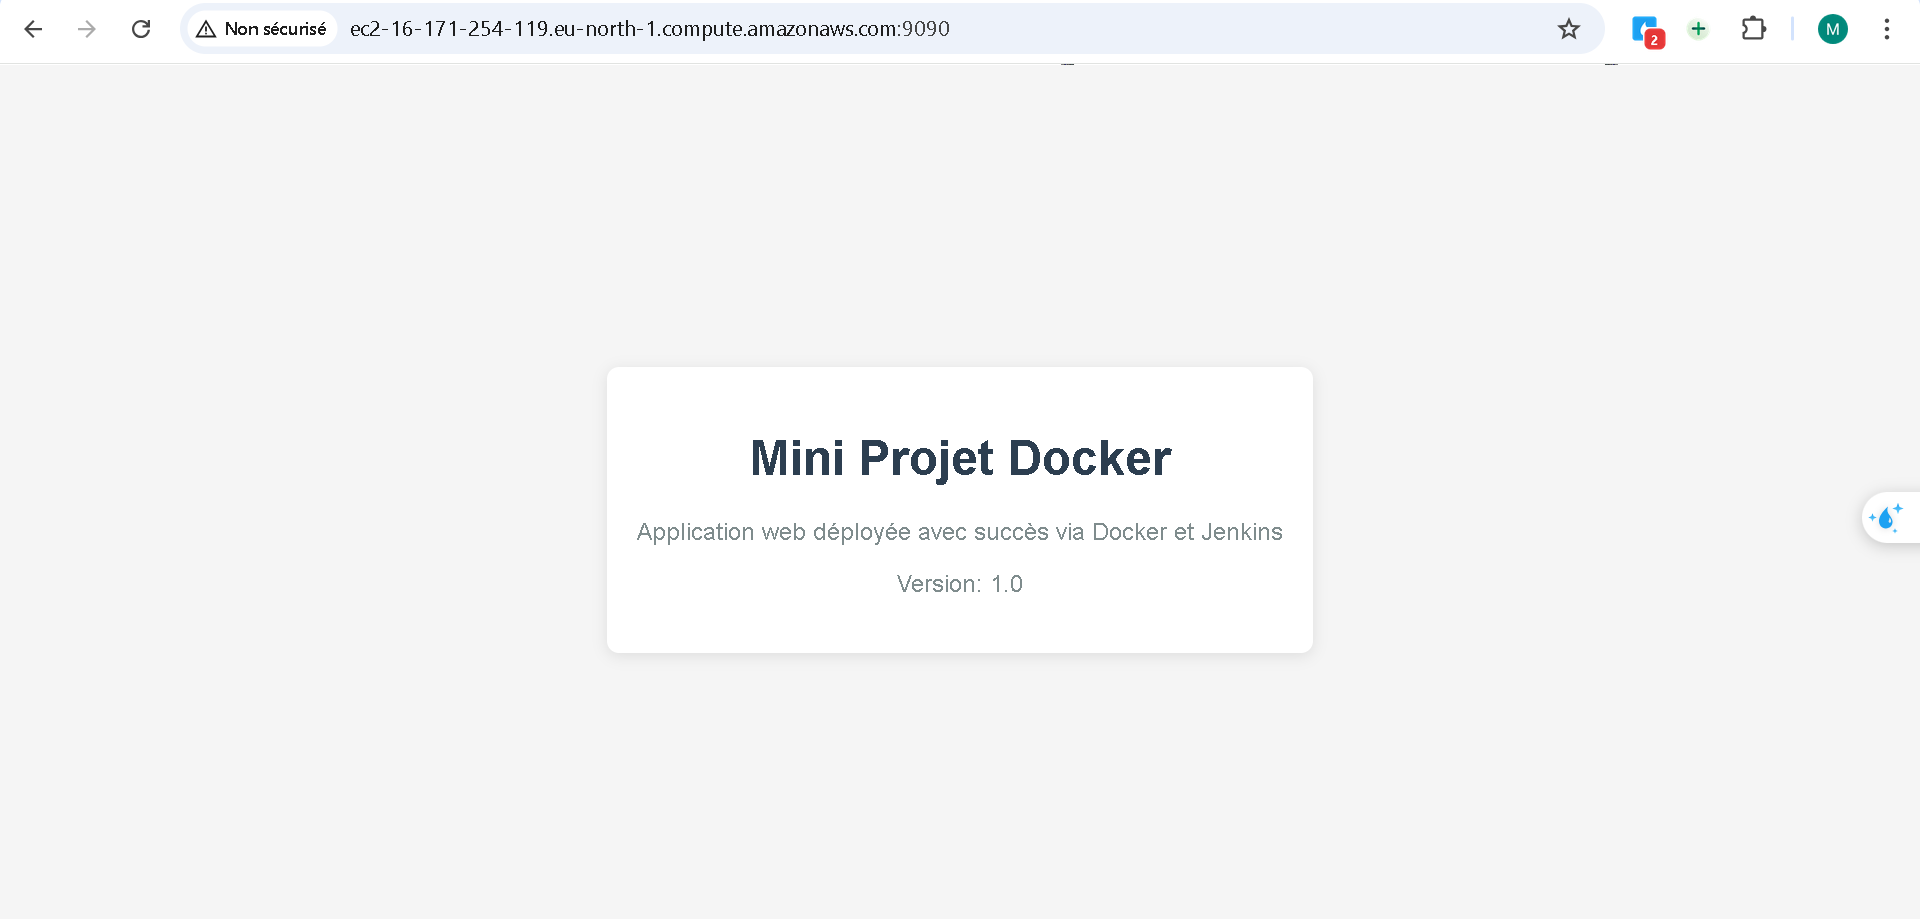 Non sécurisé
ec2-16-171-254-119.eu-north-1.compute.amazonaws.com:9090
2
M
Mini Projet Docker
Application web déployée avec succès via Docker et Jenkins
Version: 1.0